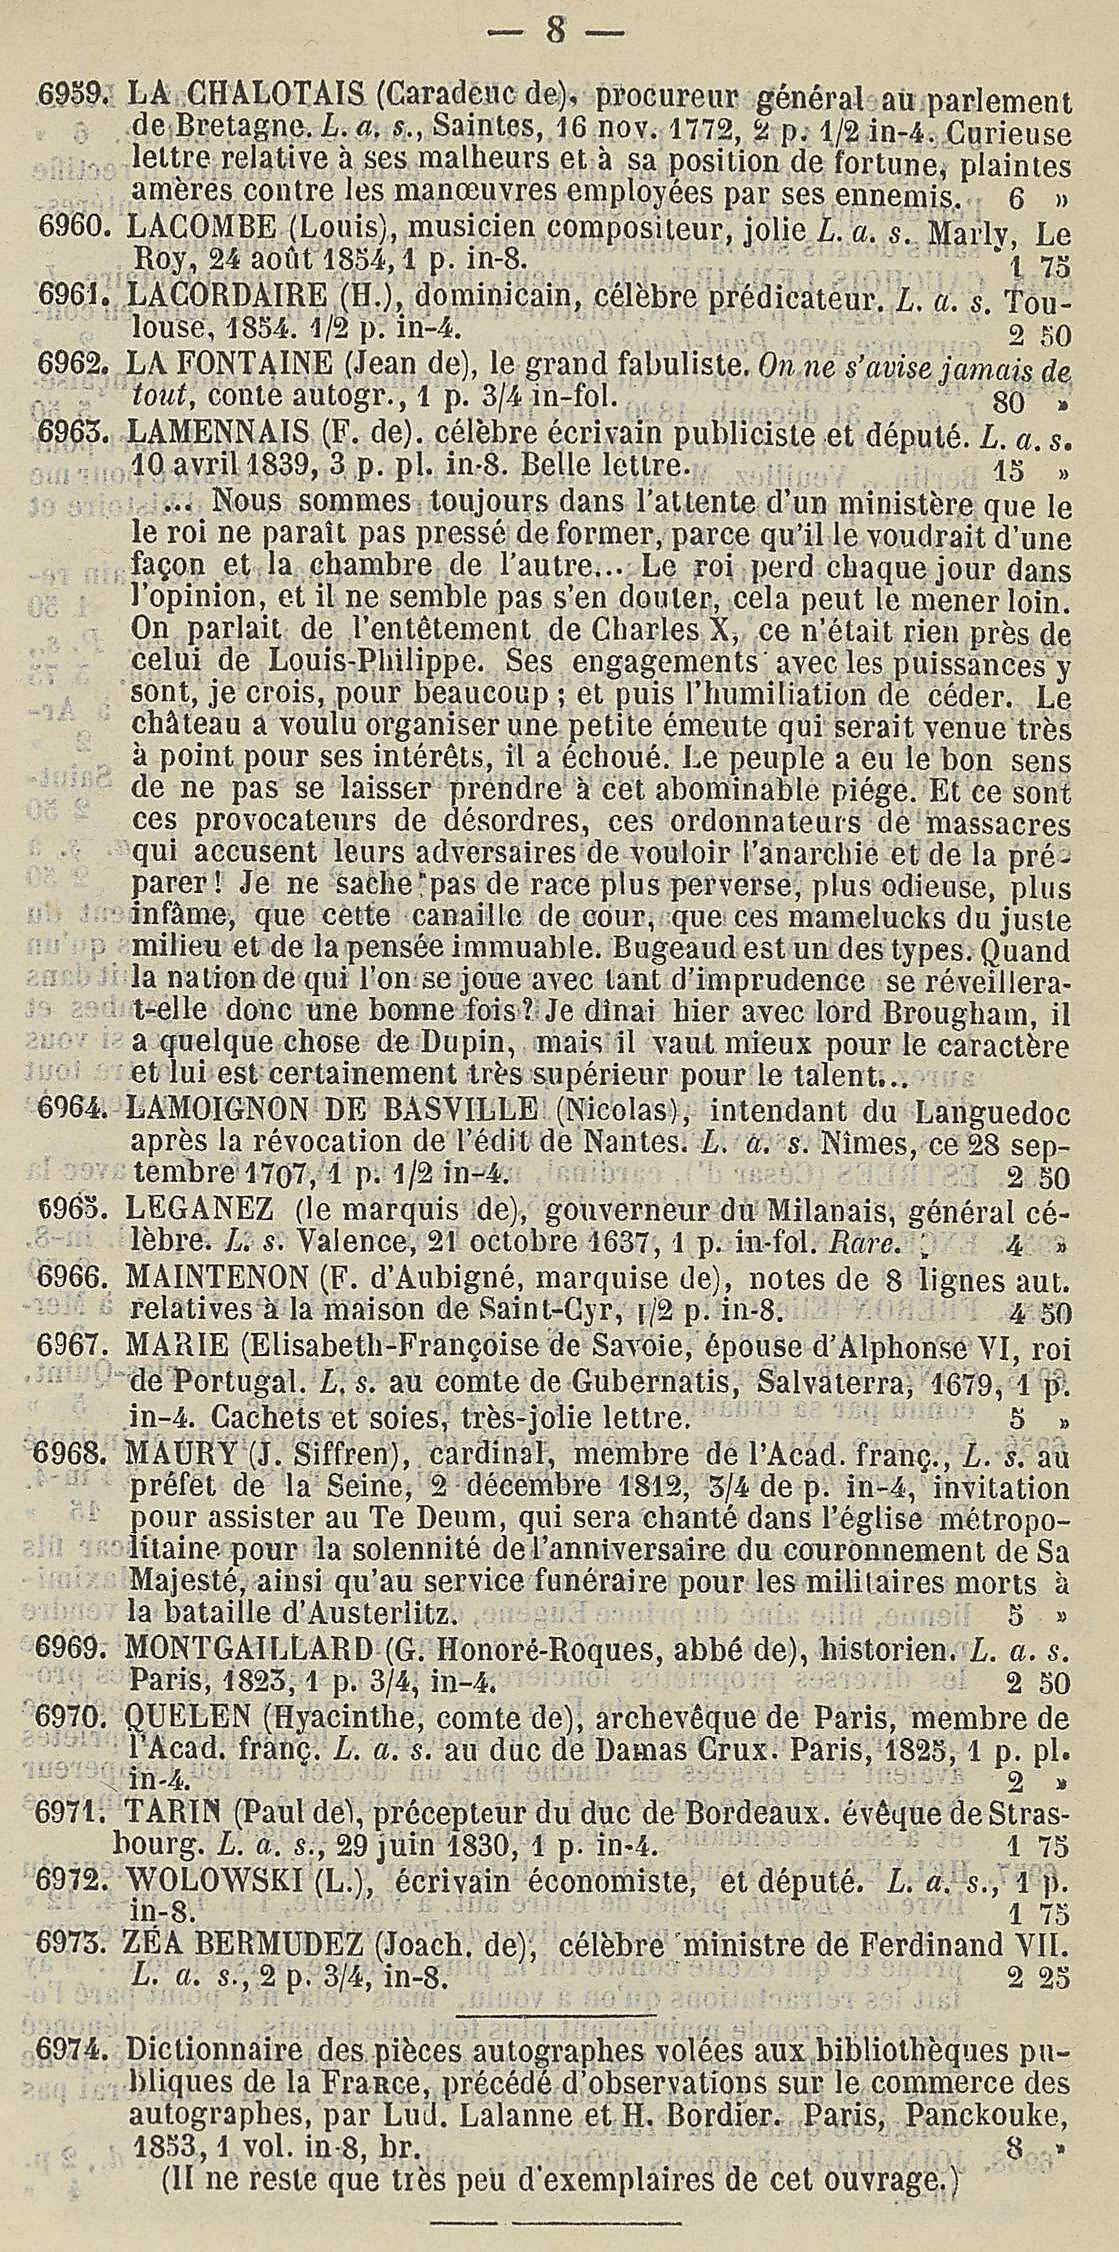 — 8 —
6959. LA CHALOTAIS (Caradeuc de), procureur général au parlement
de Bretagne. L. a. s., Saintes, 16 nov. 1772, 2 p. 1/2 in-4. Curieuse
lettre relative à ses malheurs et à sa position de fortune, plaintes
amères contre les manœuvres employées par ses ennemis. 6 »
6960. LACOMBE (Louis), musicien compositeur, jolie L. a. s. Marly, Le
Roy, 24 août 1854, 1 p. in-8. 1 75
6961. LACORDAIRE (H.), dominicain, célèbre prédicateur. L. a. s. Tou-
louse, 1854. 1/2 p. in-4. 2 50
6962. LA FONTAINE (Jean de), le grand fabuliste. On ne s'avise jamais de
tout, conte autogr., 1 p. 3/4 in-fol. 80 »
6963. LAMENNAIS (F. de). célèbre écrivain publiciste et député. L. a. s.
10 avril 1839, 3 p. pl. in-8. Belle lettre. 15 »
... Nous sommes toujours dans l'attente d'un ministère que le
le roi ne paraît pas pressé de former, parce qu'il le voudrait d'une
façon et la chambre de l'autre... Le roi perd chaque jour dans
l'opinion, et il ne semble pas s'en douter, cela peut le mener loin.
On parlait de l'entêtement de Charles X, ce n'était rien près de
celui de Louis-Philippe. Ses engagements avec les puissances y
sont, je crois, pour beaucoup ; et puis l'humiliation de céder. Le
château a voulu organiser une petite émeute qui serait venue très
à point pour ses intérêts, il a échoué. Le peuple a eu le bon sens
de ne pas se laisser prendre à cet abominable piége. Et ce sont
ces provocateurs de désordres, ces ordonnateurs de massacres
qui accusent leurs adversaires de vouloir l'anarchie et de la pré-
parer ! Je ne sache pas de race plus perverse, plus odieuse, plus
infâme, que cette canaille de cour, que ces mamelucks du juste
milieu et de la pensée immuable. Bugeaud est un des types. Quand
la nation de qui l'on se joue avec tant d'imprudence se réveillera-
t-elle donc une bonne fois ? Je dînai hier avec lord Brougham, il
a quelque chose de Dupin, mais il vaut mieux pour le caractère
et lui est certainement très supérieur pour le talent...
6964. LAMOIGNON DE BASVILLE (Nicolas), intendant du Languedoc
après la révocation de l'édit de Nantes. L. a. s. Nîmes, ce 28 sep-
tembre 1707, 1 p. 1/2 in-4. 2 50
6965. LEGANEZ (le marquis de), gouverneur du Milanais, général cé-
lèbre. L. s. Valence, 21 octobre 1637, 1 p. in-fol. Rare. 4 »
6966. MAINTENON (F. d'Aubigné, marquise de), notes de 8 lignes aut.
relatives à la maison de Saint-Cyr, 1/2 p. in-8. 4 50
6967. MARIE (Elisabeth-Françoise de Savoie, épouse d'Alphonse VI, roi
de Portugal. L. s. au comte de Gubernatis, Salvaterra, 1679, 1 p.
in-4. Cachets et soies, très-jolie lettre. 5 »
6968. MAURY (J. Siffren), cardinal, membre de l'Acad. franç., L. s. au
préfet de la Seine, 2 décembre 1812, 3/4 de p. in-4, invitation
pour assister au Te Deum, qui sera chanté dans l'église métropo-
litaine pour la solennité de l'anniversaire du couronnement de Sa
Majesté, ainsi qu'au service funéraire pour les militaires morts à
la bataille d'Austerlitz. 5 »
6969. MONTGAILLARD (G. Honoré-Roques, abbé de), historien. L. a. s.
Paris, 1823, 1 p. 3/4, in-4. 2 50
6970. QUELEN (Hyacinthe, comte de), archevêque de Paris, membre de
l'Acad. franç. L. a. s. au duc de Damas Crux. Paris, 1825, 1 p. pl.
in-4. 2 »
6971. TARIN (Paul de), précepteur du duc de Bordeaux. évêque de Stras-
bourg. L. a. s., 29 juin 1830, 1 p. in-4. 1 75
6972. WOLOWSKI (L.), écrivain économiste, et député. L. a. s., 1 p.
in-8. 1 75
6973. ZÉA BERMUDEZ (Joach. de), célèbre ministre de Ferdinand VII.
L. a. s., 2 p. 3/4, in-8. 2 25
6974. Dictionnaire des pièces autographes volées aux bibliothèques pu-
bliques de la France, précédé d'observations sur le commerce des
autographes, par Lud. Lalanne et H. Bordier. Paris, Panckouke,
1853, 1 vol. in-8, br. 8 »
(Il ne reste que très peu d'exemplaires de cet ouvrage.)